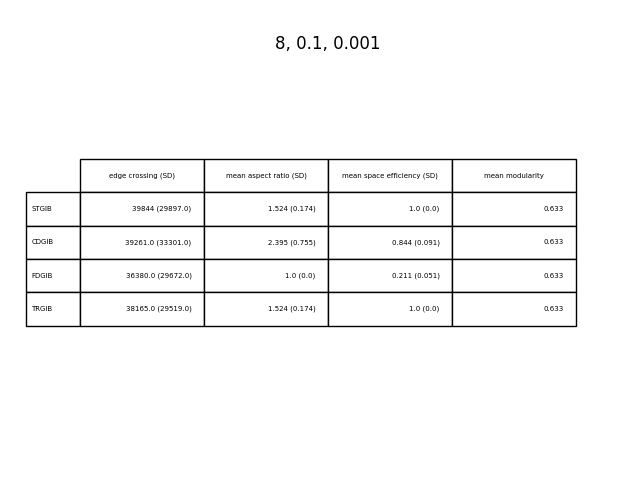 8, 0.1, 0.001
edge crossing (SD) mean aspect ratio (SD) mean space efficiency (SD) mean modularity
STGIB 39844 (29897.0) 1.524 (0.174) 1.0 (0.0) 0.633
CDGIB 39261.0 (33301.0) 2.395 (0.755) 0.844 (0.091) 0.633
FDGIB 36380.0 (29672.0) 1.0 (0.0) 0.211 (0.051) 0.633
TRGIB 38165.0 (29519.0) 1.524 (0.174) 1.0 (0.0) 0.633